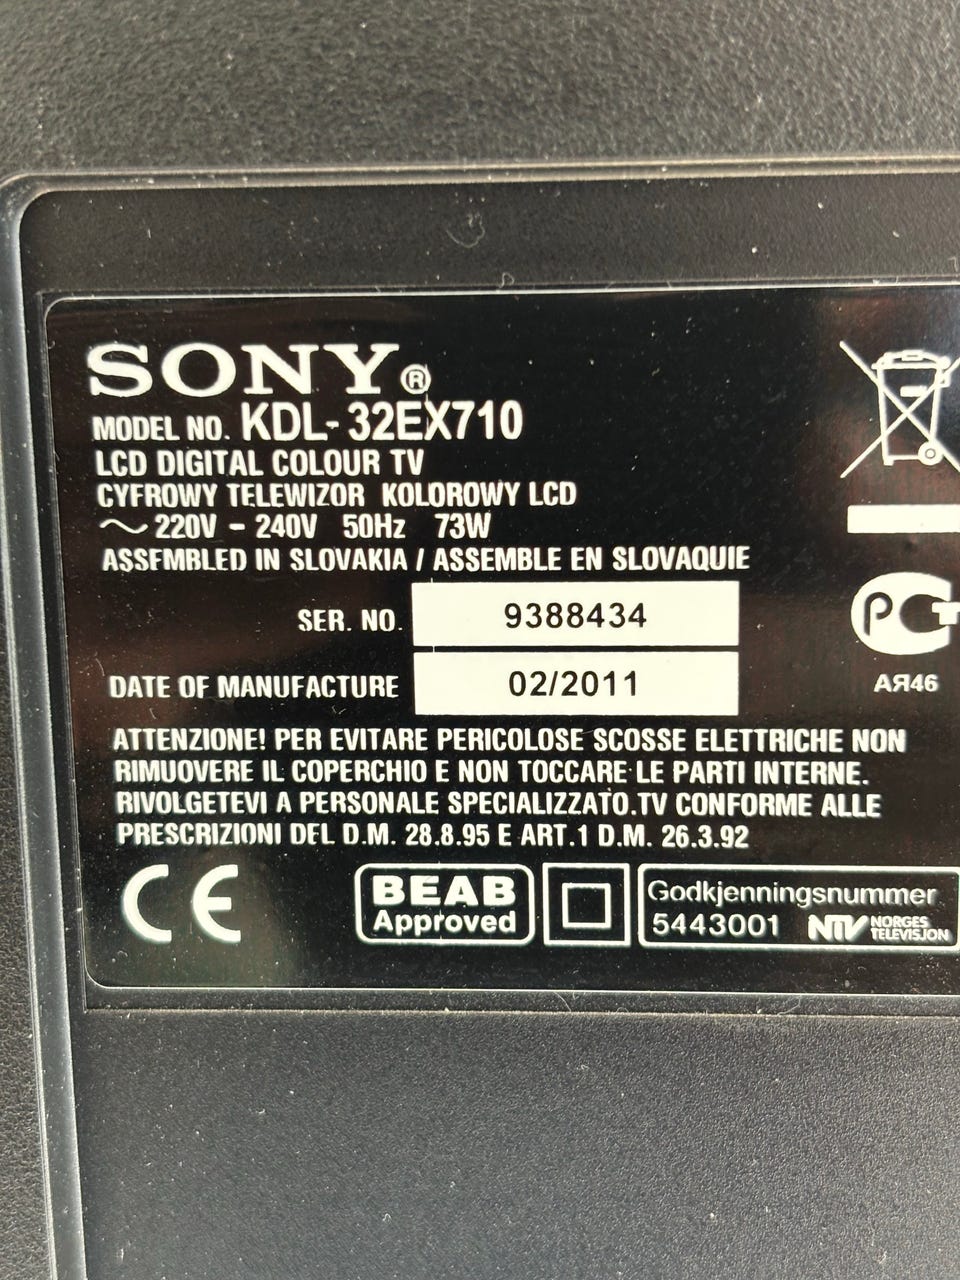 SONY®
MODEL NO. KDL-32EX710
LCD DIGITAL COLOUR TV
CYFROWY TELEWIZOR KOLOROWY LCD
~ 220V - 240V 50Hz 73W
ASSEMBLED IN SLOVAKIA / ASSEMBLE EN SLOVAQUIE
SER. NO. 9388434
DATE OF MANUFACTURE 02/2011
РСТ
АЯ46
ATTENZIONE! PER EVITARE PERICOLOSE SCOSSE ELETTRICHE NON
RIMUOVERE IL COPERCHIO E NON TOCCARE LE PARTI INTERNE.
RIVOLGETEVI A PERSONALE SPECIALIZZATO.TV CONFORME ALLE
PRESCRIZIONI DEL D.M. 28.8.95 E ART.1 D.M. 26.3.92
CE
BEAB
Approved
Godkjenningsnummer
5443001 NTV NORGES
TELEVISJON